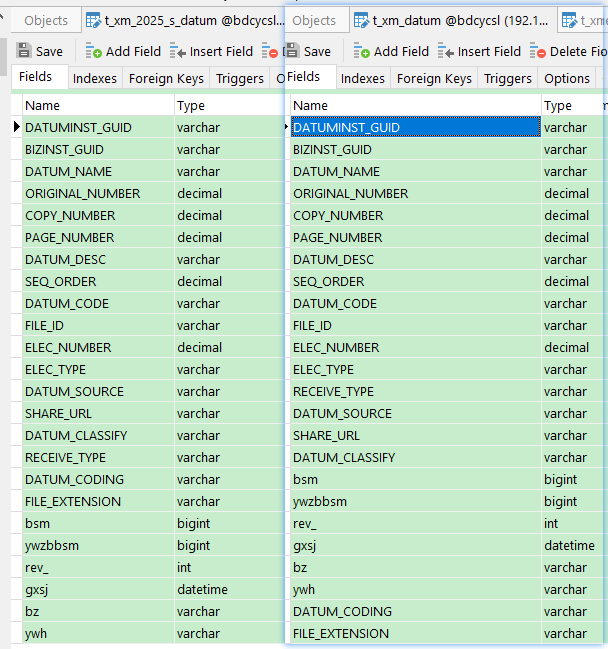 Objects
t_xm_2025_s_datum @bdcycsl...
Save
Add Field
Insert Field
Fields
Indexes
Foreign Keys
Triggers
Name Type
DATUMINST_GUID varchar
BIZINST_GUID varchar
DATUM_NAME varchar
ORIGINAL_NUMBER decimal
COPY_NUMBER decimal
PAGE_NUMBER decimal
DATUM_DESC varchar
SEQ_ORDER decimal
DATUM_CODE varchar
FILE_ID varchar
ELEC_NUMBER decimal
ELEC_TYPE varchar
DATUM_SOURCE varchar
SHARE_URL varchar
DATUM_CLASSIFY varchar
RECEIVE_TYPE varchar
DATUM_CODING varchar
FILE_EXTENSION varchar
bsm bigint
ywzbbsm bigint
rev_ int
gxsj datetime
bz varchar
ywh varchar
Objects
t_xm_datum @bdcycsl (192.1...
t_xm
Save
Add Field
Insert Field
Delete Fie
Fields
Indexes
Foreign Keys
Triggers
Options
Name Type
DATUMINST_GUID varchar
BIZINST_GUID varchar
DATUM_NAME varchar
ORIGINAL_NUMBER decimal
COPY_NUMBER decimal
PAGE_NUMBER decimal
DATUM_DESC varchar
SEQ_ORDER decimal
DATUM_CODE varchar
FILE_ID varchar
ELEC_NUMBER decimal
ELEC_TYPE varchar
RECEIVE_TYPE varchar
DATUM_SOURCE varchar
SHARE_URL varchar
DATUM_CLASSIFY varchar
bsm bigint
ywzbbsm bigint
rev_ int
gxsj datetime
bz varchar
ywh varchar
DATUM_CODING varchar
FILE_EXTENSION varchar